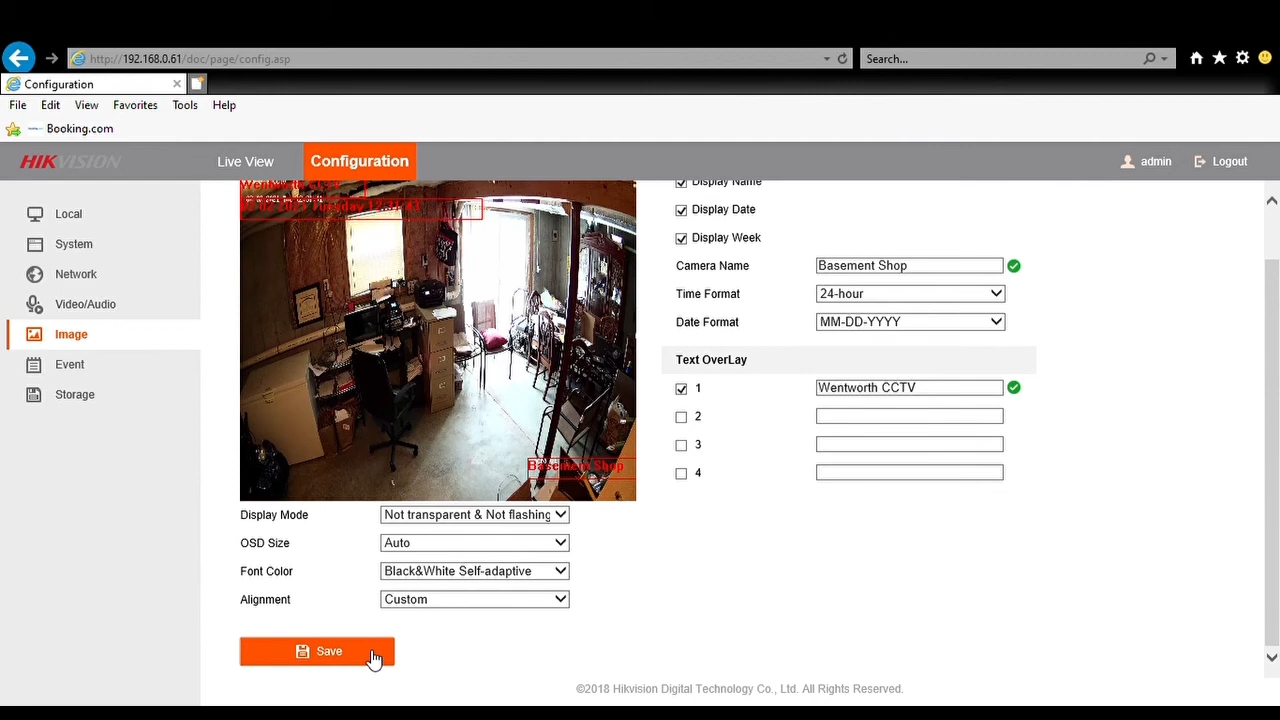 http://192.168.0.61/doc/page/config.asp
Search...
Configuration
File Edit View Favorites Tools Help
Booking.com
HIKVISION
Live View
Configuration
admin
Logout
Local
System
Network
Video/Audio
Image
Event
Storage
Wentworth CCTV
Tuesday
Basement Shop
Display Mode
Not transparent & Not flashing
OSD Size
Auto
Font Color
Black&White Self-adaptive
Alignment
Custom
Save
Display Name
Display Date
Display Week
Camera Name
Basement Shop
Time Format
24-hour
Date Format
MM-DD-YYYY
Text OverLay
1
Wentworth CCTV
2
3
4
©2018 Hikvision Digital Technology Co., Ltd. All Rights Reserved.